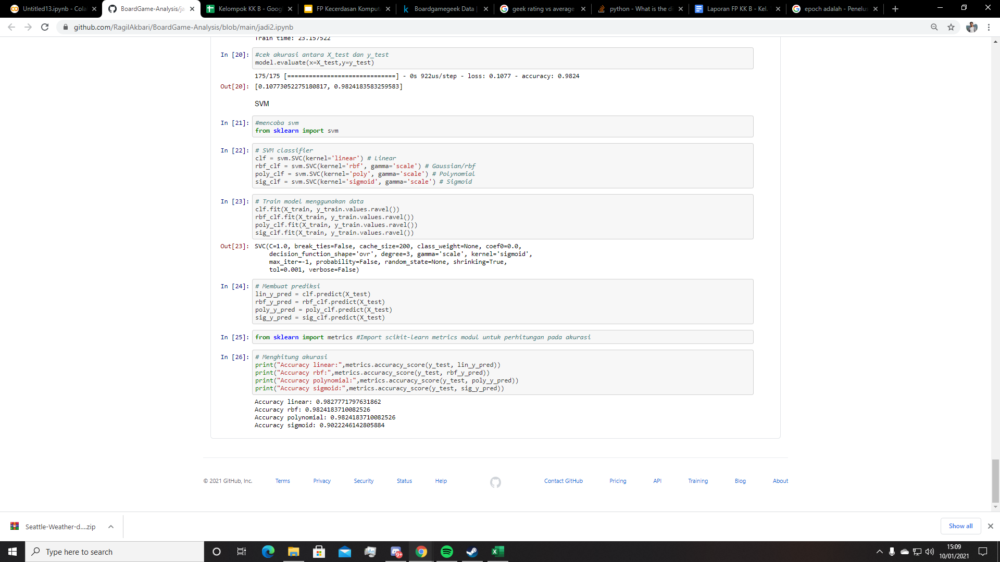 Untitled13.ipynb - Cola
BoardGame-Analysis/ja
Kelompok KK B - Goog
FP Kecerdasan Komput
Boardgamegeek Data |
geek rating vs average
python - What is the di
Laporan FP KK B - Kel.
epoch adalah - Penelus
github.com/RagilAkbari/BoardGame-Analysis/blob/main/jadi2.ipynb
Train time: 23.157522
In [20]:
#cek akurasi antara X_test dan y_test
model.evaluate(x=X_test,y=y_test)
175/175 [==============================] - 0s 922us/step - loss: 0.1077 - accuracy: 0.9824
Out[20]: [0.10773052275180817, 0.9824183583259583]
SVM
In [21]:
#mencoba svm
from sklearn import svm
In [22]:
# SVM classifier
clf = svm.SVC(kernel='linear') # Linear
rbf_clf = svm.SVC(kernel='rbf', gamma='scale') # Gaussian/rbf
poly_clf = svm.SVC(kernel='poly', gamma='scale') # Polynomial
sig_clf = svm.SVC(kernel='sigmoid', gamma='scale') # Sigmoid
In [23]:
# Train model menggunakan data
clf.fit(X_train, y_train.values.ravel())
rbf_clf.fit(X_train, y_train.values.ravel())
poly_clf.fit(X_train, y_train.values.ravel())
sig_clf.fit(X_train, y_train.values.ravel())
Out[23]: SVC(C=1.0, break_ties=False, cache_size=200, class_weight=None, coef0=0.0,
decision_function_shape='ovr', degree=3, gamma='scale', kernel='sigmoid',
max_iter=-1, probability=False, random_state=None, shrinking=True,
tol=0.001, verbose=False)
In [24]:
# Membuat prediksi
lin_y_pred = clf.predict(X_test)
rbf_y_pred = rbf_clf.predict(X_test)
poly_y_pred = poly_clf.predict(X_test)
sig_y_pred = sig_clf.predict(X_test)
In [25]: from sklearn import metrics #Import scikit-learn metrics modul untuk perhitungan pada akurasi
In [26]:
# Menghitung akurasi
print("Accuracy linear:",metrics.accuracy_score(y_test, lin_y_pred))
print("Accuracy rbf:",metrics.accuracy_score(y_test, rbf_y_pred))
print("Accuracy polynomial:",metrics.accuracy_score(y_test, poly_y_pred))
print("Accuracy sigmoid:",metrics.accuracy_score(y_test, sig_y_pred))
Accuracy linear: 0.9827771797631862
Accuracy rbf: 0.9824183710082526
Accuracy polynomial: 0.9824183710082526
Accuracy sigmoid: 0.9022246142805884
© 2021 GitHub, Inc. Terms Privacy Security Status Help Contact GitHub Pricing API Training Blog About
Seattle-Weather-d....zip
Show all
Type here to search
9+
15:09
10/01/2021